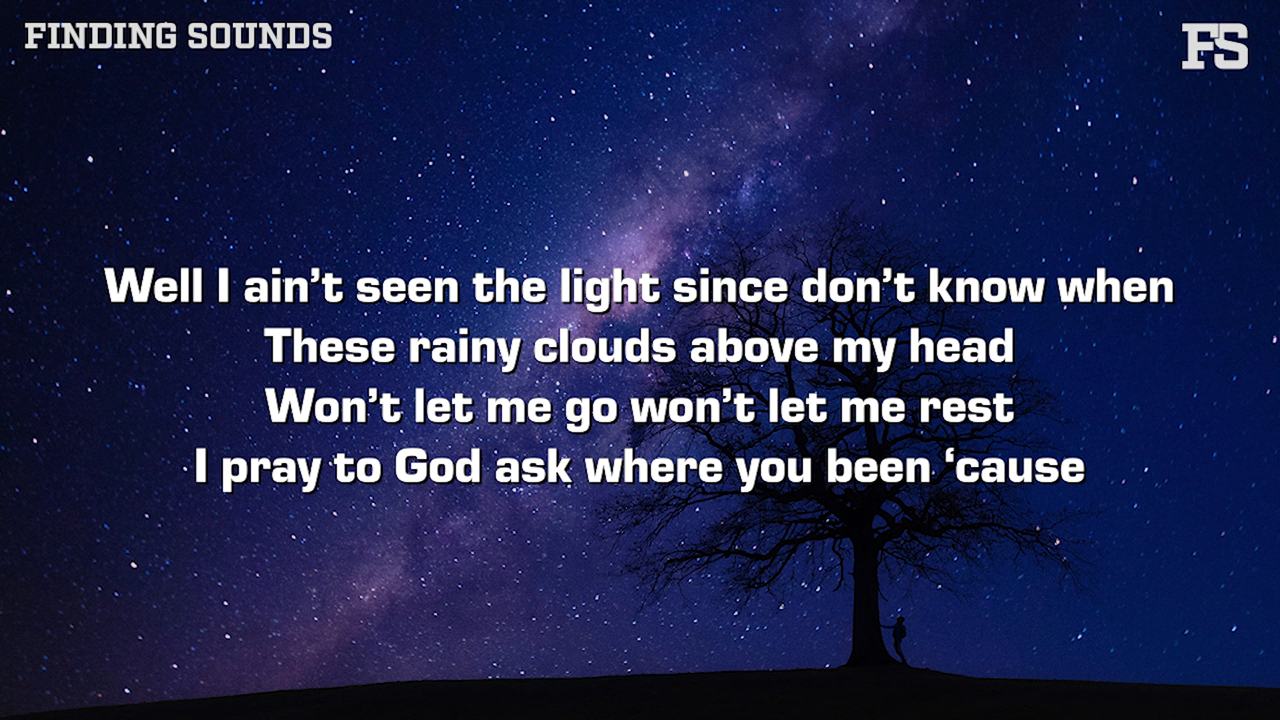 FINDING SOUNDS
FS
Well I ain’t seen the light since don’t know when
These rainy clouds above my head
Won’t let me go won’t let me rest
I pray to God ask where you been ‘cause